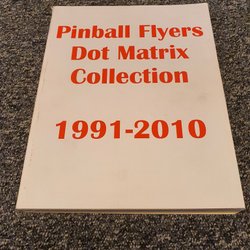 Pinball Flyers
Dot Matrix
Collection
1991-2010